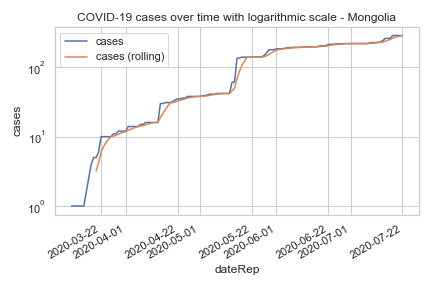 COVID-19 cases over time with logarithmic scale - Mongolia
cases
cases (rolling)
cases
10²
10¹
10⁰
2020-03-22
2020-04-01
2020-04-22
2020-05-01
2020-05-22
2020-06-01
2020-06-22
2020-07-01
2020-07-22
dateRep